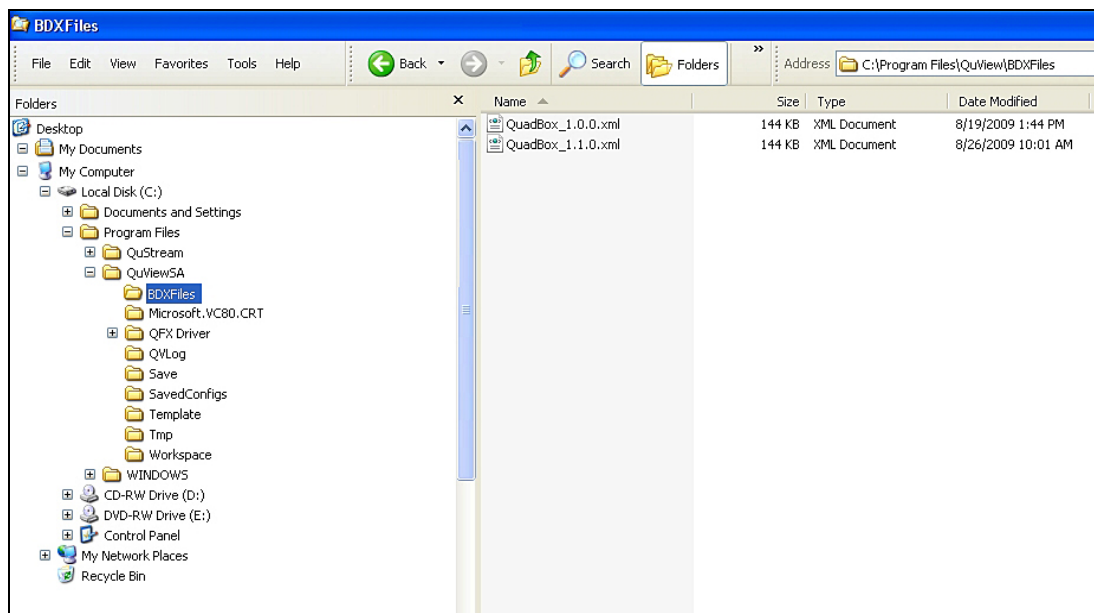 BDXFiles
File Edit View Favorites Tools Help Back Search Folders » Address C:\Program Files\QuView\BDXFiles
Folders
Name Size Type Date Modified
Desktop
My Documents
My Computer
Local Disk (C:)
Documents and Settings
Program Files
QuStream
QuViewSA
BDXFiles
Microsoft.VC80.CRT
QFX Driver
QVLog
Save
SavedConfigs
Template
Tmp
Workspace
WINDOWS
CD-RW Drive (D:)
DVD-RW Drive (E:)
Control Panel
My Network Places
Recycle Bin
QuadBox_1.0.0.xml 144 KB XML Document 8/19/2009 1:44 PM
QuadBox_1.1.0.xml 144 KB XML Document 8/26/2009 10:01 AM